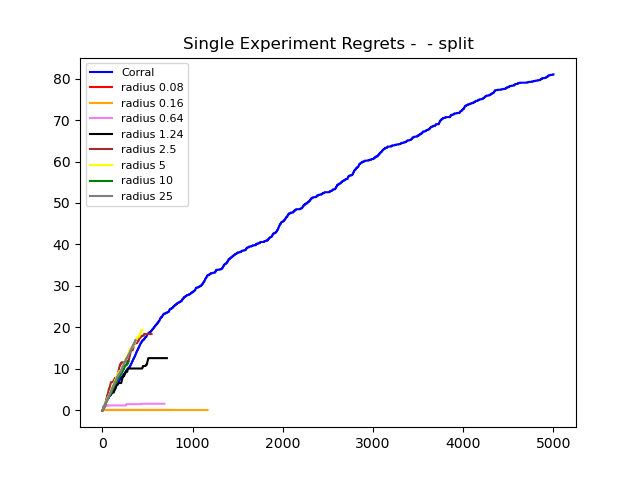 Single Experiment Regrets -  - split
Corral
radius 0.08
radius 0.16
radius 0.64
radius 1.24
radius 2.5
radius 5
radius 10
radius 25
80
70
60
50
40
30
20
10
0
0 1000 2000 3000 4000 5000